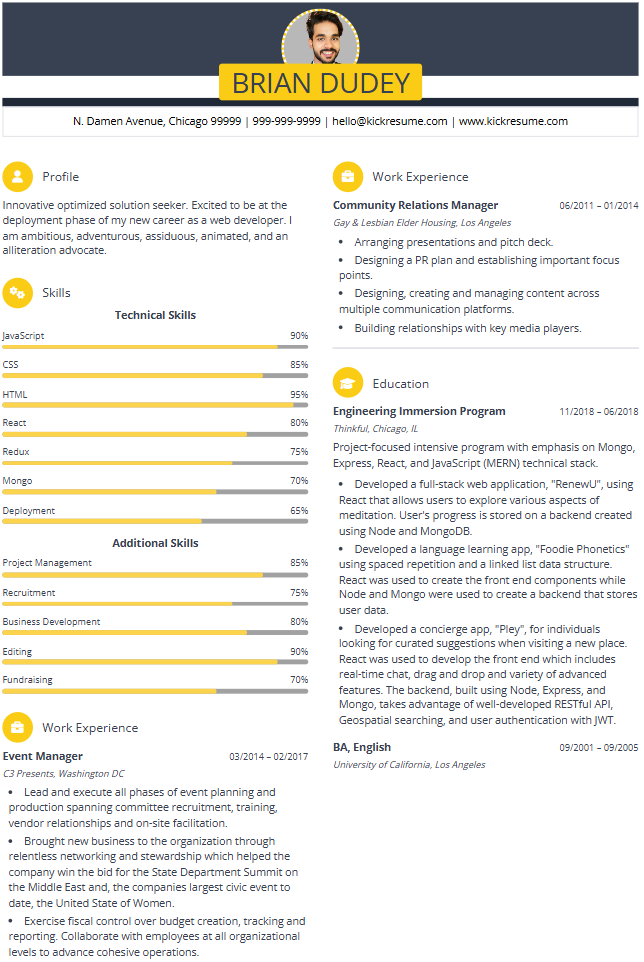 BRIAN DUDEY
N. Damen Avenue, Chicago 99999 | 999-999-9999 | hello@kickresume.com | www.kickresume.com
Profile
Innovative optimized solution seeker. Excited to be at the
deployment phase of my new career as a web developer. I
am ambitious, adventurous, assiduous, animated, and an
alliteration advocate.
Skills
Technical Skills
JavaScript 90%
CSS 85%
HTML 95%
React 80%
Redux 75%
Mongo 70%
Deployment 65%
Additional Skills
Project Management 85%
Recruitment 75%
Business Development 80%
Editing 90%
Fundraising 70%
Work Experience
Event Manager 03/2014 – 02/2017
C3 Presents, Washington DC
• Lead and execute all phases of event planning and
production spanning committee recruitment, training,
vendor relationships and on-site facilitation.
• Brought new business to the organization through
relentless networking and stewardship which helped the
company win the bid for the State Department Summit on
the Middle East and, the companies largest civic event to
date, the United State of Women.
• Exercise fiscal control over budget creation, tracking and
reporting. Collaborate with employees at all organizational
levels to advance cohesive operations.
Work Experience
Community Relations Manager 06/2011 – 01/2014
Gay & Lesbian Elder Housing, Los Angeles
• Arranging presentations and pitch deck.
• Designing a PR plan and establishing important focus
points.
• Designing, creating and managing content across
multiple communication platforms.
• Building relationships with key media players.
Education
Engineering Immersion Program 11/2018 – 06/2018
Thinkful, Chicago, IL
Project-focused intensive program with emphasis on Mongo,
Express, React, and JavaScript (MERN) technical stack.
• Developed a full-stack web application, "RenewU", using
React that allows users to explore various aspects of
meditation. User's progress is stored on a backend created
using Node and MongoDB.
• Developed a language learning app, "Foodie Phonetics"
using spaced repetition and a linked list data structure.
React was used to create the front end components while
Node and Mongo were used to create a backend that stores
user data.
• Developed a concierge app, "Pley", for individuals
looking for curated suggestions when visiting a new place.
React was used to develop the front end which includes
real-time chat, drag and drop and variety of advanced
features. The backend, built using Node, Express, and
Mongo, takes advantage of well-developed RESTful API,
Geospatial searching, and user authentication with JWT.
BA, English 09/2001 – 09/2005
University of California, Los Angeles